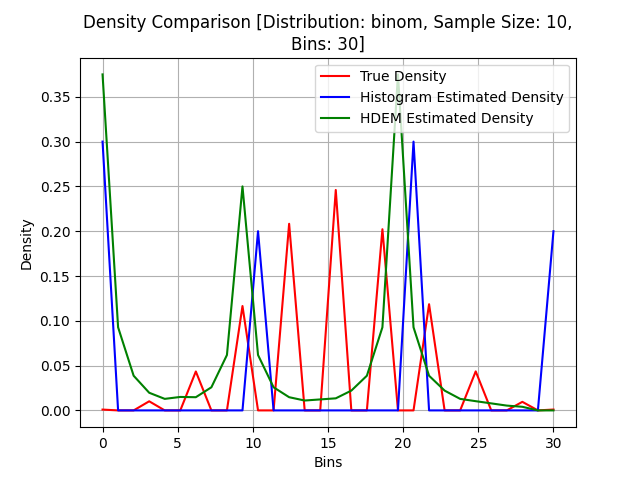 Density Comparison [Distribution: binom, Sample Size: 10,
Bins: 30]
True Density
Histogram Estimated Density
HDEM Estimated Density
Density
0.35
0.30
0.25
0.20
0.15
0.10
0.05
0.00
0 5 10 15 20 25 30
Bins